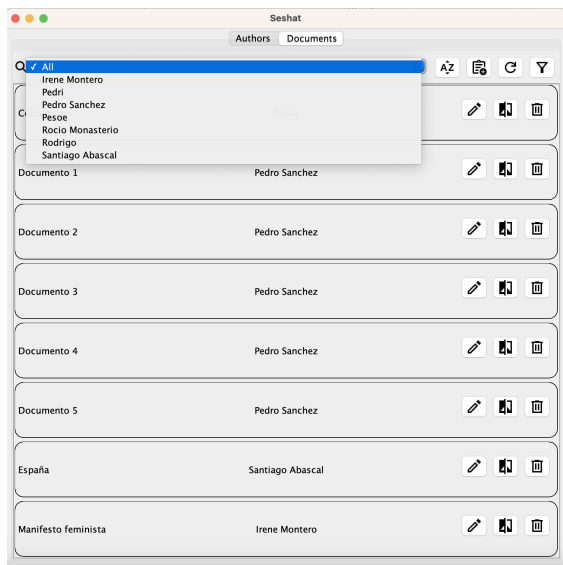 Seshat
Authors Documents
✓ All
Irene Montero
Pedri
Pedro Sanchez
Pesoe
Rocio Monasterio
Rodrigo
Santiago Abascal
AZ
Documento 1 Pedro Sanchez
Documento 2 Pedro Sanchez
Documento 3 Pedro Sanchez
Documento 4 Pedro Sanchez
Documento 5 Pedro Sanchez
España Santiago Abascal
Manifesto feminista Irene Montero